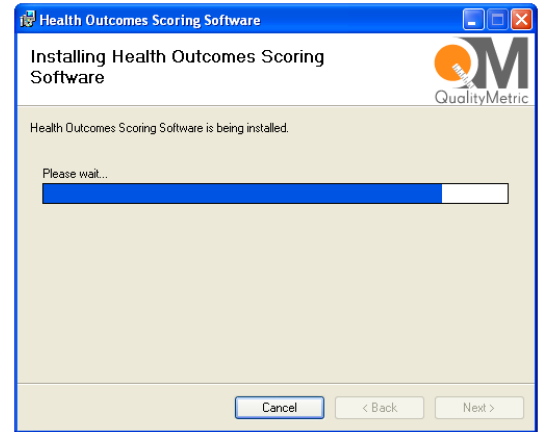 Health Outcomes Scoring Software
Installing Health Outcomes Scoring
Software
QM
QualityMetric
Health Outcomes Scoring Software is being installed.
Please wait...
Cancel
< Back
Next >